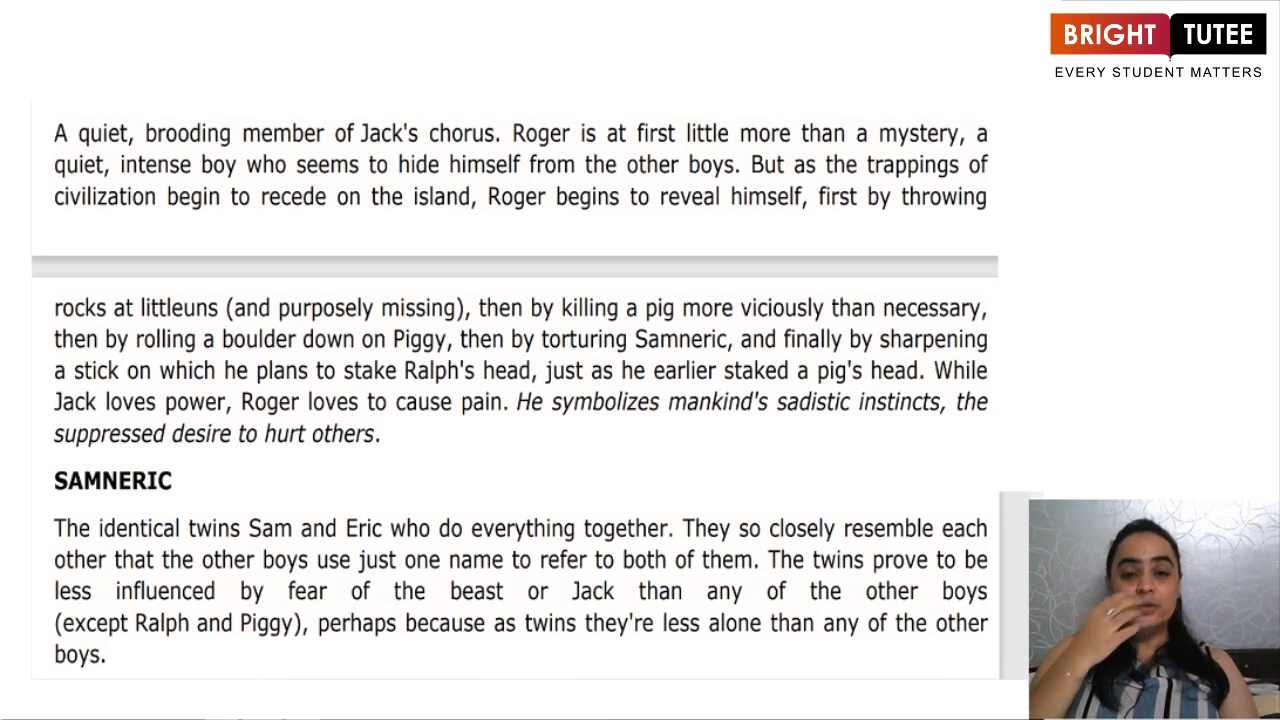 BRIGHT TUTEE
EVERY STUDENT MATTERS
A quiet, brooding member of Jack's chorus. Roger is at first little more than a mystery, a
quiet, intense boy who seems to hide himself from the other boys. But as the trappings of
civilization begin to recede on the island, Roger begins to reveal himself, first by throwing
rocks at littleuns (and purposely missing), then by killing a pig more viciously than necessary,
then by rolling a boulder down on Piggy, then by torturing Samneric, and finally by sharpening
a stick on which he plans to stake Ralph's head, just as he earlier staked a pig's head. While
Jack loves power, Roger loves to cause pain. He symbolizes mankind's sadistic instincts, the
suppressed desire to hurt others.
SAMNERIC
The identical twins Sam and Eric who do everything together. They so closely resemble each
other that the other boys use just one name to refer to both of them. The twins prove to be
less influenced by fear of the beast or Jack than any of the other boys
(except Ralph and Piggy), perhaps because as twins they're less alone than any of the other
boys.